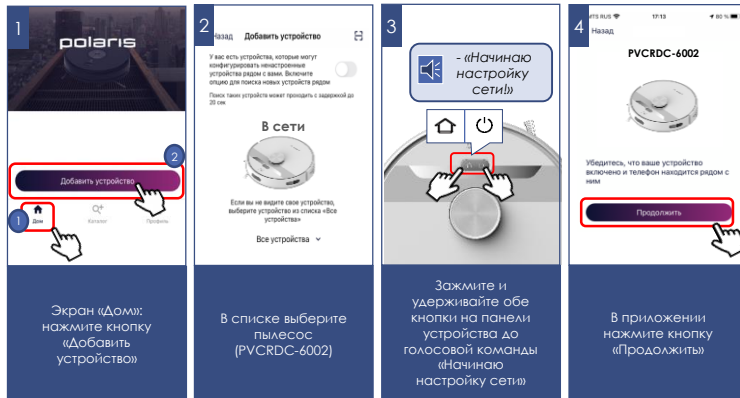 1
polaris
2
Добавить устройство
1
Дом
Каталог
Профиль
Экран «Дом»:
нажмите кнопку
«Добавить
устройство»
2
Назад Добавить устройство
У вас есть устройства, которые могут
конфигурировать ненастроенные
устройства рядом с вами. Включите
опцию для поиска новых устройств рядом
Поиск таких устройств может проходить с задержкой до
20 сек
В сети
Если вы не видите свое устройство,
выберите устройство из списка «Все
устройства»
Все устройства
В списке выберите
пылесос
(PVCRDC-6002)
3
- «Начинаю
настройку
сети!»
Зажмите и
удерживайте обе
кнопки на панели
устройства до
голосовой команды
«Начинаю
настройку сети»
4
MTS RUS 17:13 80 %
Назад
PVCRDC-6002
Убедитесь, что ваше устройство
включено и телефон находится рядом с
ним
Продолжить
В приложении
нажмите кнопку
«Продолжить»